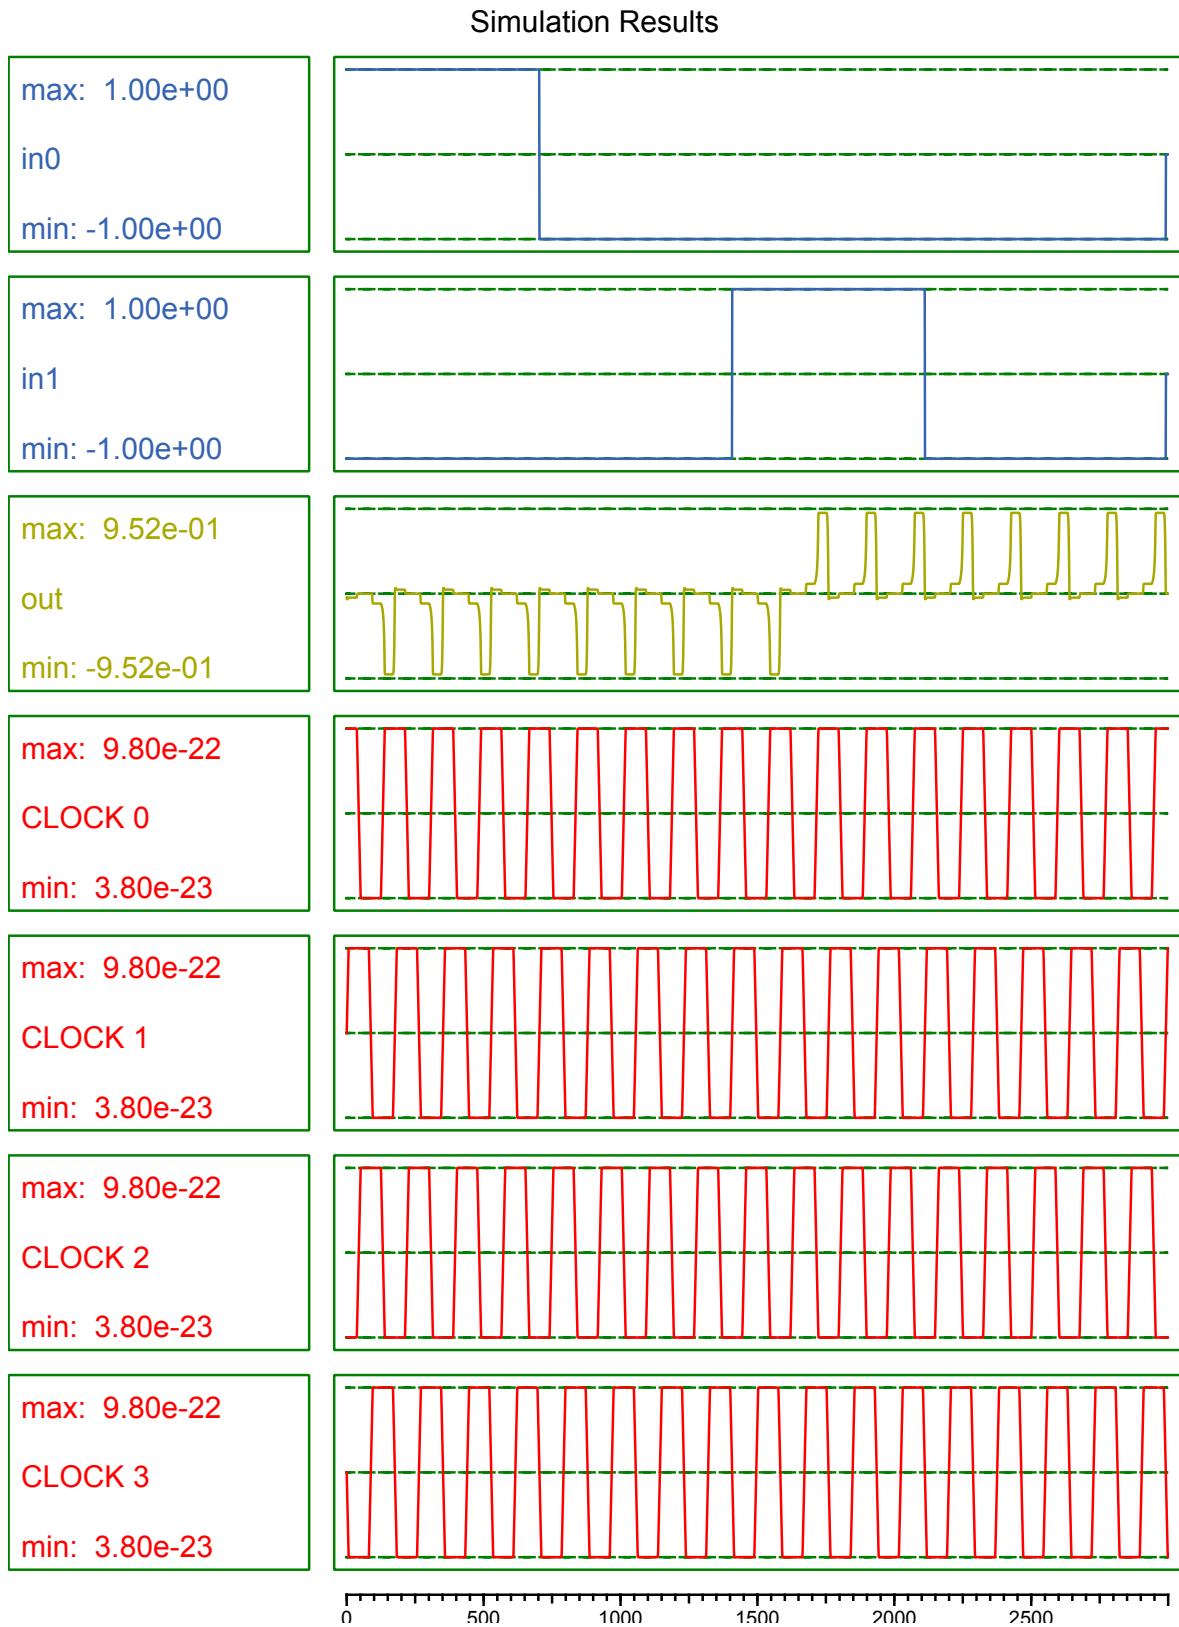 Simulation Results
max: 1.00e+00
in0
min: -1.00e+00
max: 1.00e+00
in1
min: -1.00e+00
max: 9.52e-01
out
min: -9.52e-01
max: 9.80e-22
CLOCK 0
min: 3.80e-23
max: 9.80e-22
CLOCK 1
min: 3.80e-23
max: 9.80e-22
CLOCK 2
min: 3.80e-23
max: 9.80e-22
CLOCK 3
min: 3.80e-23
0 500 1000 1500 2000 2500